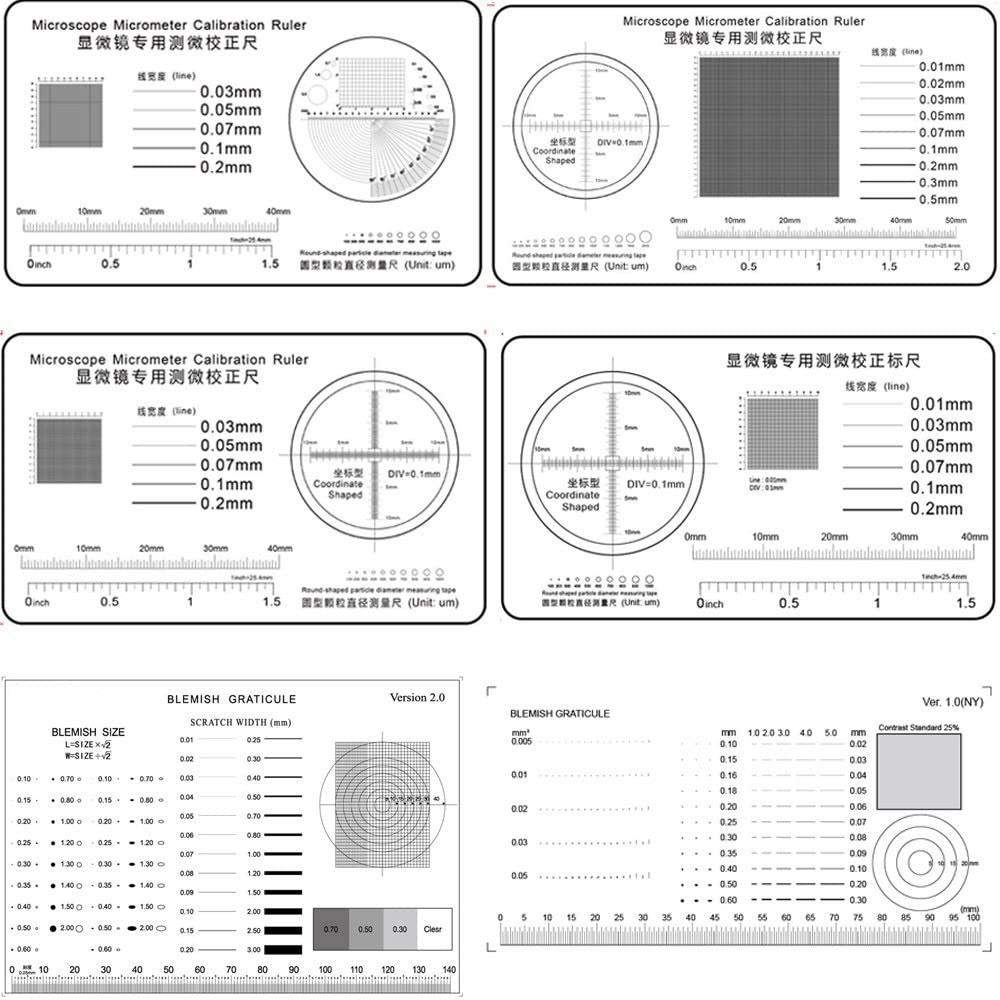 Microscope Micrometer Calibration Ruler
显微镜专用测微校正尺
线宽度 (line)
0.03mm
0.05mm
0.07mm
0.1mm
0.2mm
0mm 10mm 20mm 30mm 40mm
1inch=25.4mm
0inch 0.5 1 1.5
Round-shaped particle diameter measuring tape
圆型颗粒直径测量尺 (Unit: um)
Microscope Micrometer Calibration Ruler
显微镜专用测微校正尺
10mm
5mm
10mm 5mm 5mm 10mm
坐标型
Coordinate
Shaped
DIV=0.1mm
5mm
10mm
线宽度 (line)
0.01mm
0.02mm
0.03mm
0.05mm
0.07mm
0.1mm
0.2mm
0.3mm
0.5mm
Round-shaped particle diameter measuring tape
圆型颗粒直径测量尺 (Unit: um)
0mm 10mm 20mm 30mm 40mm 50mm
1inch=25.4mm
0inch 0.5 1 1.5 2.0
Microscope Micrometer Calibration Ruler
显微镜专用测微校正尺
线宽度 (line)
0.03mm
0.05mm
0.07mm
0.1mm
0.2mm
10mm
5mm
10mm 5mm 5mm 10mm
坐标型
Coordinate
Shaped
DIV=0.1mm
5mm
10mm
0mm 10mm 20mm 30mm 40mm
1inch=25.4mm
0inch 0.5 1 1.5
Round-shaped particle diameter measuring tape
圆型颗粒直径测量尺 (Unit: um)
显微镜专用测微校正标尺
10mm
5mm
10mm 5mm 5mm 10mm
坐标型
Coordinate
Shaped
DIV=0.1mm
5mm
10mm
Line : 0.01mm
DIV : 0.1mm
线宽度 (line)
0.01mm
0.03mm
0.05mm
0.07mm
0.1mm
0.2mm
Round-shaped particle diameter measuring tape
圆型颗粒直径测量尺 (Unit: um)
0mm 10mm 20mm 30mm 40mm
1inch=25.4mm
0inch 0.5 1 1.5
BLEMISH GRATICULE
Version 2.0
BLEMISH SIZE
L=SIZE×√2
W=SIZE÷√2
SCRATCH WIDTH (mm)
0.01 0.25
0.02 0.30
0.03 0.40
0.04 0.50
0.05 0.70
0.06 0.80
0.07 1.00
0.08 1.20
0.09 1.50
0.10 2.00
0.15 2.50
0.20 3.00
0.10 0.70 0.10 0.70
0.15 0.80 0.15 0.80
0.20 1.00 0.20 1.00
0.25 1.20 0.25 1.20
0.30 1.30 0.30 1.30
0.35 1.40 0.35 1.40
0.40 1.50 0.40 1.50
0.50 2.00 0.50 2.00
0.60 0.60
0.70 0.50 0.30 Clesr
刻度
0.25mm
0 10 20 30 40 50 60 70 80 90 100 110 120 130 140
BLEMISH GRATICULE
Ver. 1.0(NY)
mm²
0.005
0.01
0.02
0.03
0.05
mm 1.0 2.0 3.0 4.0 5.0 mm
0.10 0.02
0.15 0.03
0.16 0.04
0.18 0.05
0.20 0.06
0.25 0.07
0.30 0.08
0.35 0.09
0.40 0.10
0.50 0.20
0.60 0.30
Contrast Standard 25%
5 10 15 20mm
(mm)
0 5 10 15 20 25 30 35 40 45 50 55 60 65 70 75 80 85 90 95 100